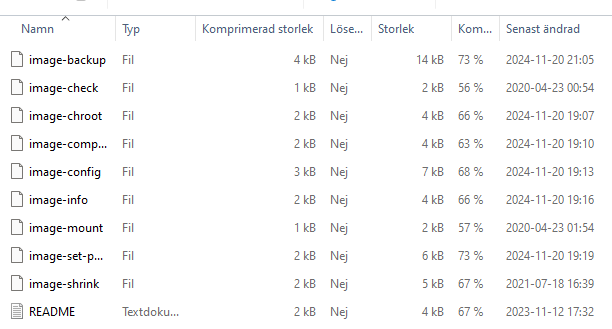 Namn Typ Komprimerad storlek Löse... Storlek Kom... Senast ändrad
image-backup Fil 4 kB Nej 14 kB 73 % 2024-11-20 21:05
image-check Fil 1 kB Nej 2 kB 56 % 2020-04-23 00:54
image-chroot Fil 2 kB Nej 4 kB 66 % 2024-11-20 19:07
image-comp... Fil 2 kB Nej 4 kB 63 % 2024-11-20 19:10
image-config Fil 3 kB Nej 7 kB 68 % 2024-11-20 19:13
image-info Fil 2 kB Nej 4 kB 66 % 2024-11-20 19:16
image-mount Fil 1 kB Nej 2 kB 57 % 2020-04-23 01:54
image-set-p... Fil 2 kB Nej 6 kB 73 % 2024-11-20 19:19
image-shrink Fil 2 kB Nej 5 kB 67 % 2021-07-18 16:39
README Textdoku... 2 kB Nej 4 kB 67 % 2023-11-12 17:32